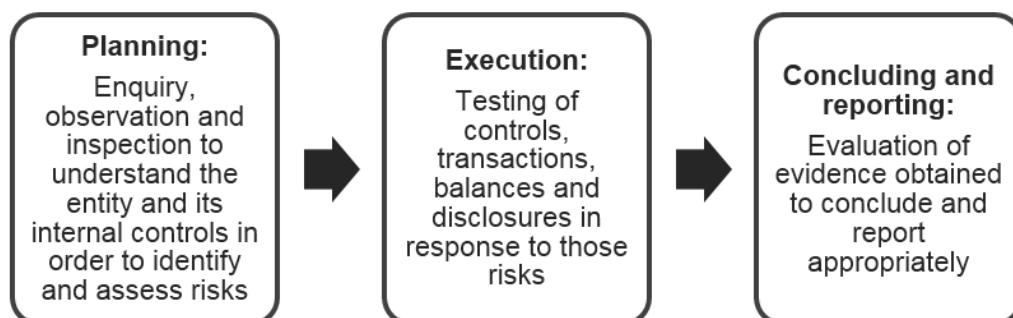 Planning:
Enquiry,
observation and
inspection to
understand the
entity and its
internal controls in
order to identify
and assess risks
Execution:
Testing of
controls,
transactions,
balances and
disclosures in
response to those
risks
Concluding and
reporting:
Evaluation of
evidence obtained
to conclude and
report
appropriately